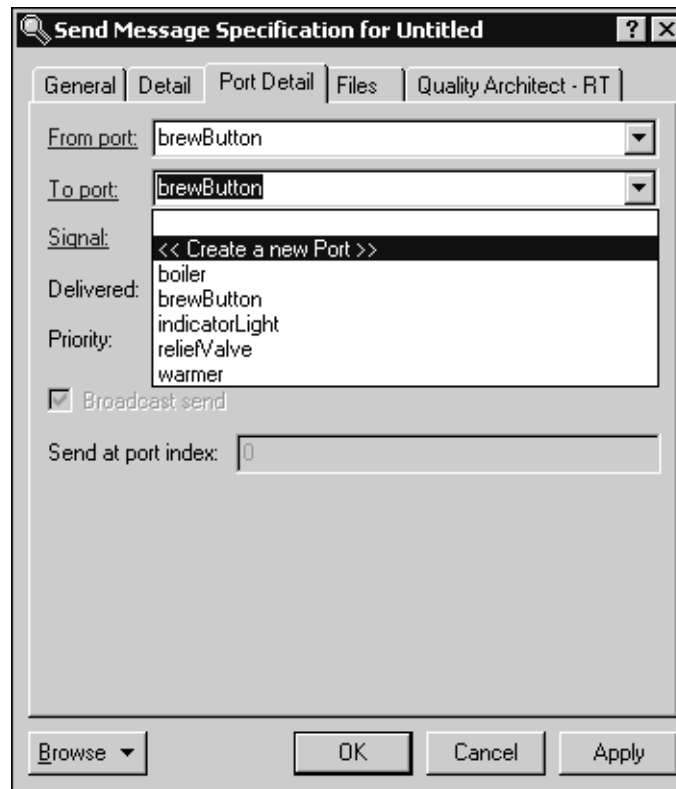 Send Message Specification for Untitled ? ×
General Detail Port Detail Files Quality Architect - RT
From port: brewButton
To port: brewButton
Signal:
<< Create a new Port >>
boiler
Delivered:
brewButton
indicatorLight
Priority:
reliefValve
warmer
Broadcast send
Send at port index: 0
Browse OK Cancel Apply